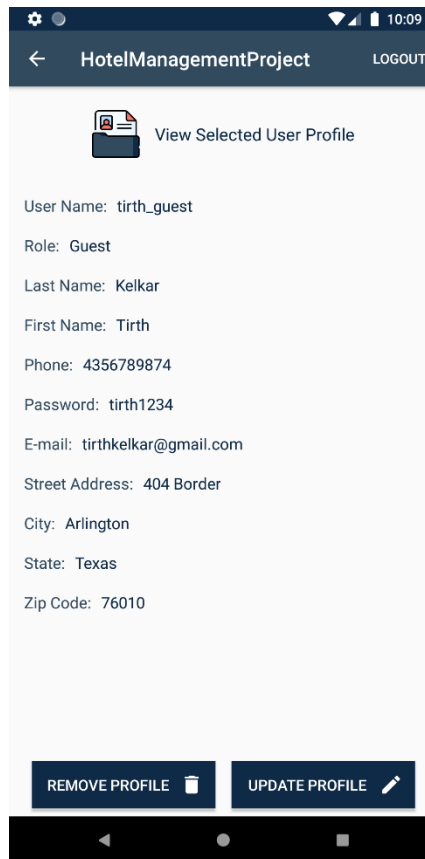 10:09
HotelManagementProject LOGOUT
View Selected User Profile
User Name: tirth_guest
Role: Guest
Last Name: Kelkar
First Name: Tirth
Phone: 4356789874
Password: tirth1234
E-mail: tirthkelkar@gmail.com
Street Address: 404 Border
City: Arlington
State: Texas
Zip Code: 76010
REMOVE PROFILE UPDATE PROFILE